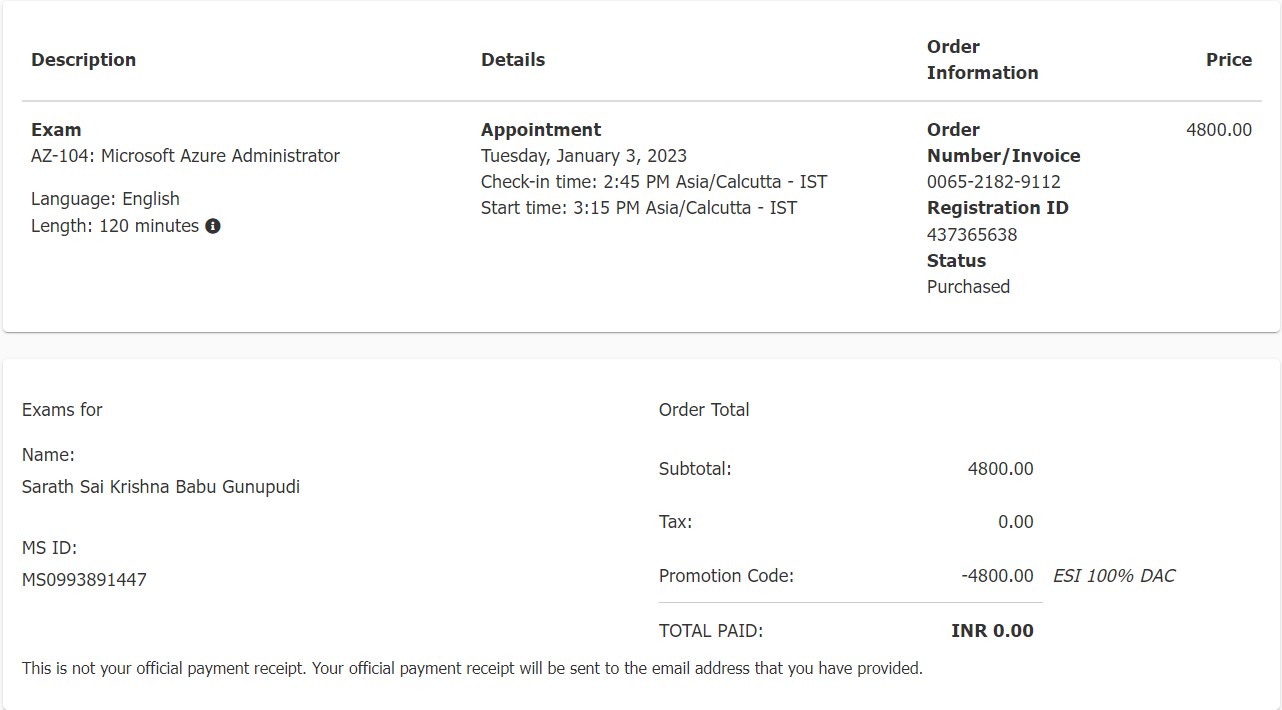 Description
Details
Order
Information
Price
Exam
AZ-104: Microsoft Azure Administrator
Language: English
Length: 120 minutes
Appointment
Tuesday, January 3, 2023
Check-in time: 2:45 PM Asia/Calcutta - IST
Start time: 3:15 PM Asia/Calcutta - IST
Order
Number/Invoice
0065-2182-9112
Registration ID
437365638
Status
Purchased
4800.00
Exams for
Name:
Sarath Sai Krishna Babu Gunupudi
MS ID:
MS0993891447
Order Total
Subtotal: 4800.00
Tax: 0.00
Promotion Code: -4800.00 ESI 100% DAC
TOTAL PAID: INR 0.00
This is not your official payment receipt. Your official payment receipt will be sent to the email address that you have provided.